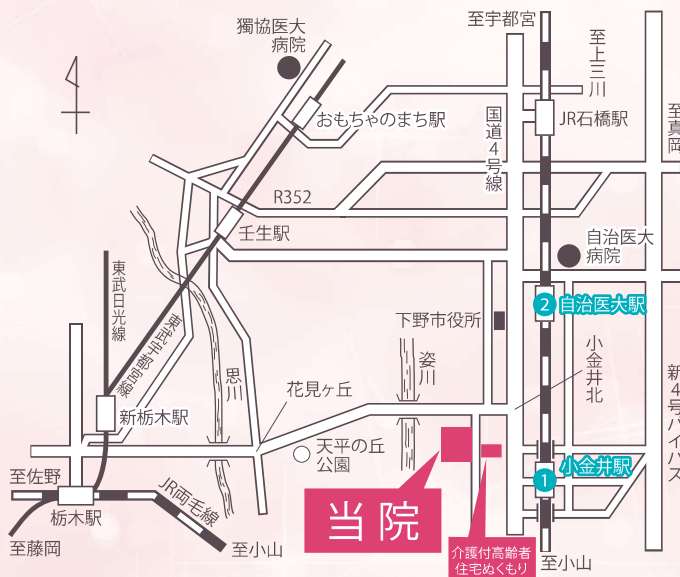 至宇都宮
獨協医大
病院
至上三川
おもちゃのまち駅
国道4号線
JR石橋駅
至真岡
R352
壬生駅
自治医大
病院
東武日光線
2 自治医大駅
下野市役所
東武宇都宮線
思川
姿川
小金井北
花見ヶ丘
新4号バイパス
新栃木駅
天平の丘
公園
小金井駅
1
至佐野
JR両毛線
当院
栃木駅
介護付高齢者
住宅ぬくもり
至藤岡
至小山
至小山